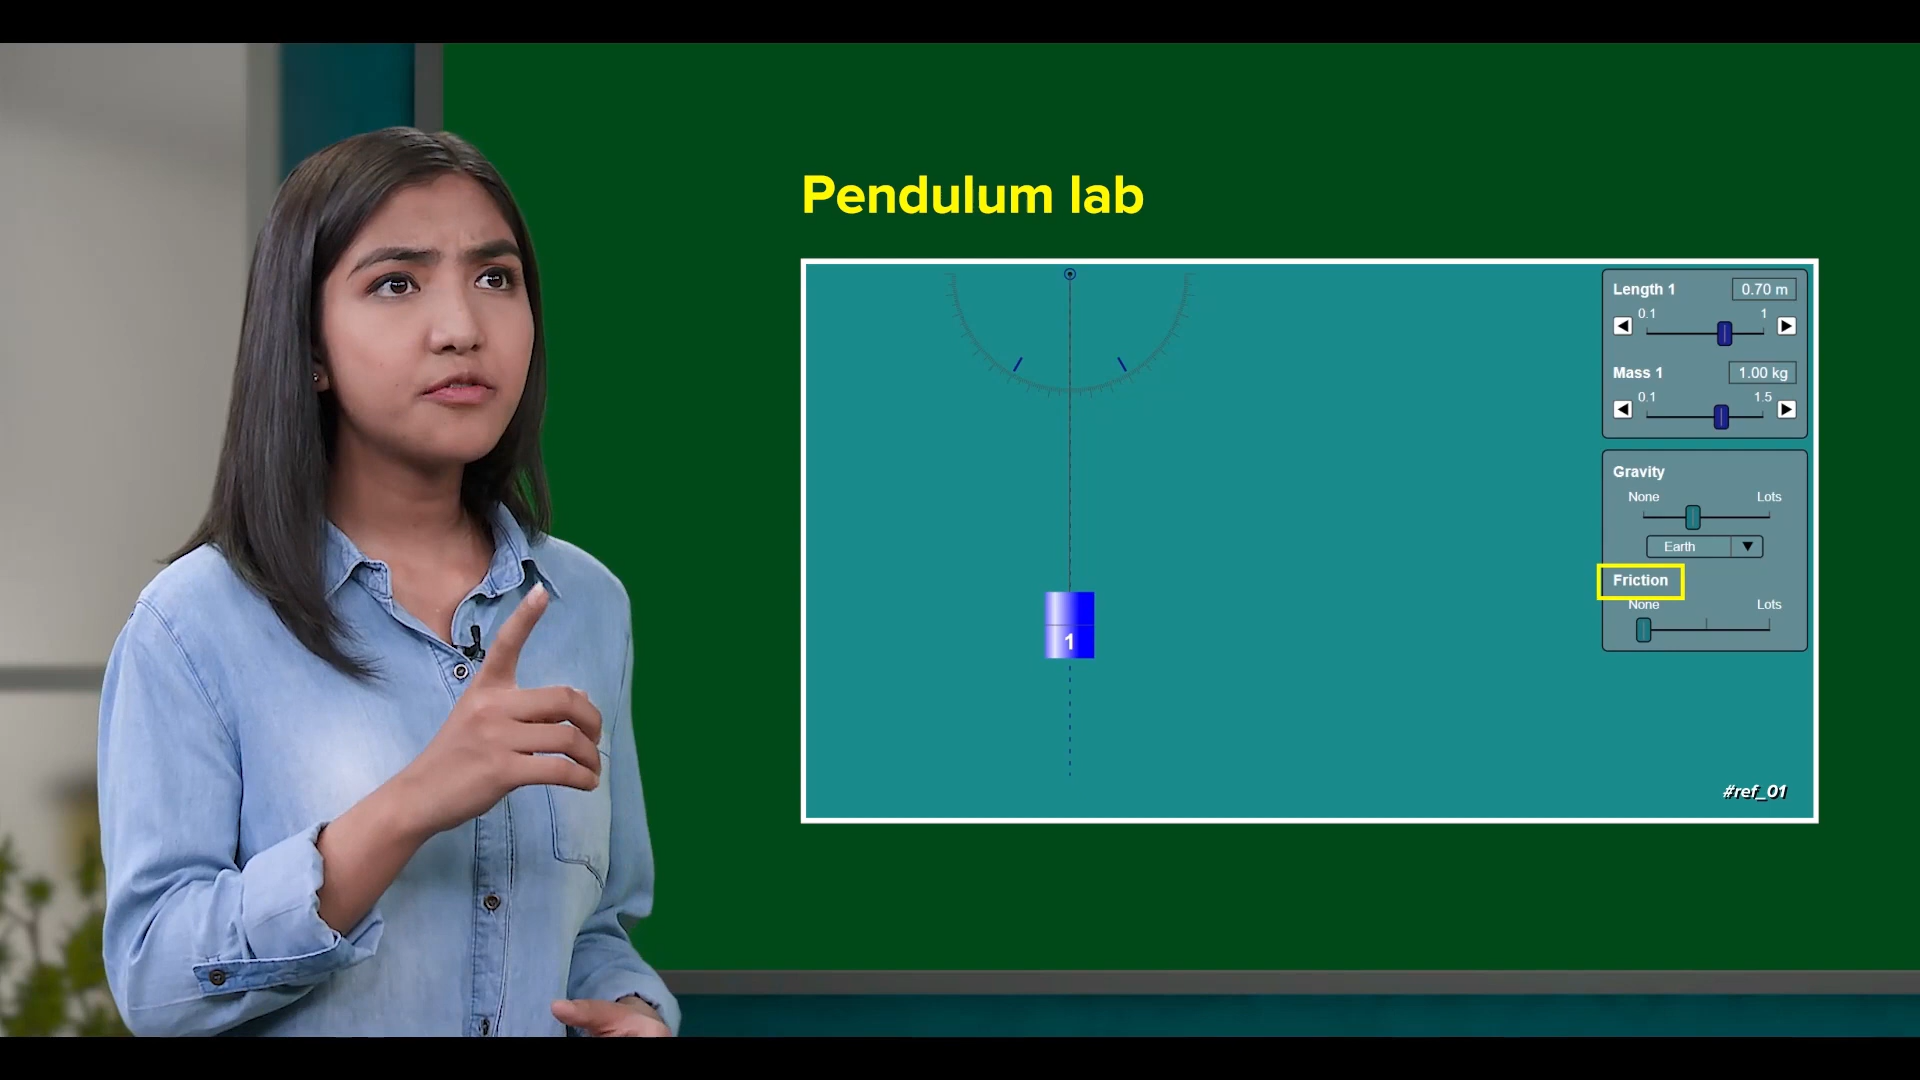 Pendulum lab
Length 1 0.70 m
0.1 1
Mass 1 1.00 kg
0.1 1.5
Gravity
None Lots
Earth
Friction
None Lots
1
#ref_01